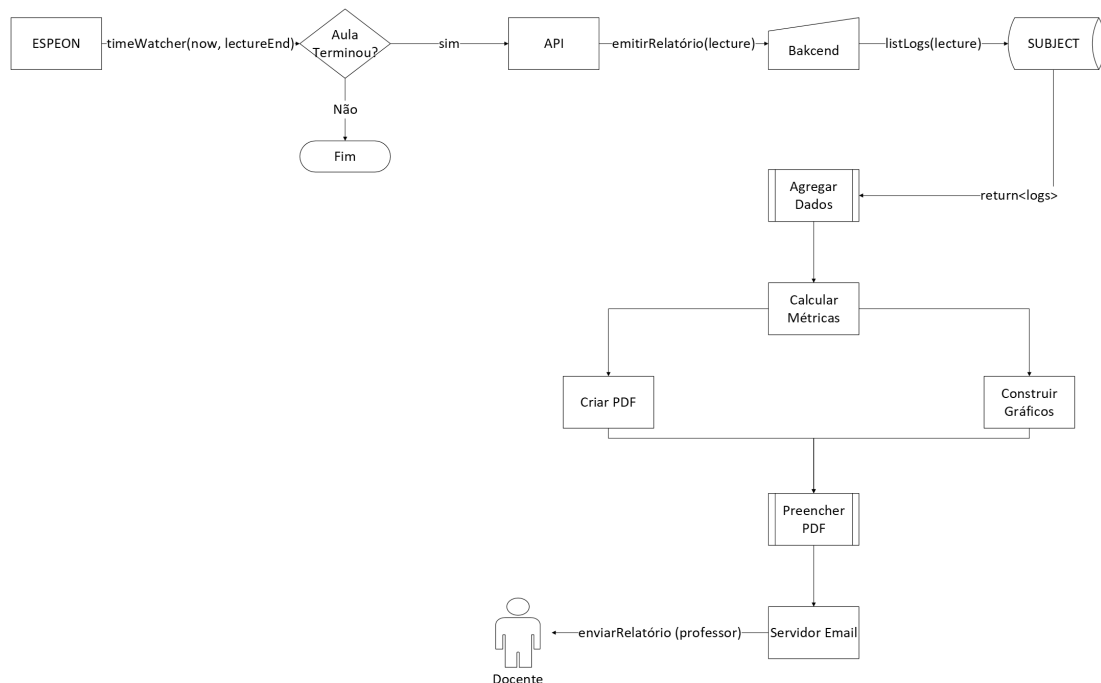 ESPEON
timeWatcher(now, lectureEnd)
Aula
Terminou?
sim
API
emitirRelatório(lecture)
Bakcend
listLogs(lecture)
SUBJECT
Não
Fim
Agregar
Dados
return<logs>
Calcular
Métricas
Criar PDF
Construir
Gráficos
Preencher
PDF
Servidor Email
enviarRelatório (professor)
Docente